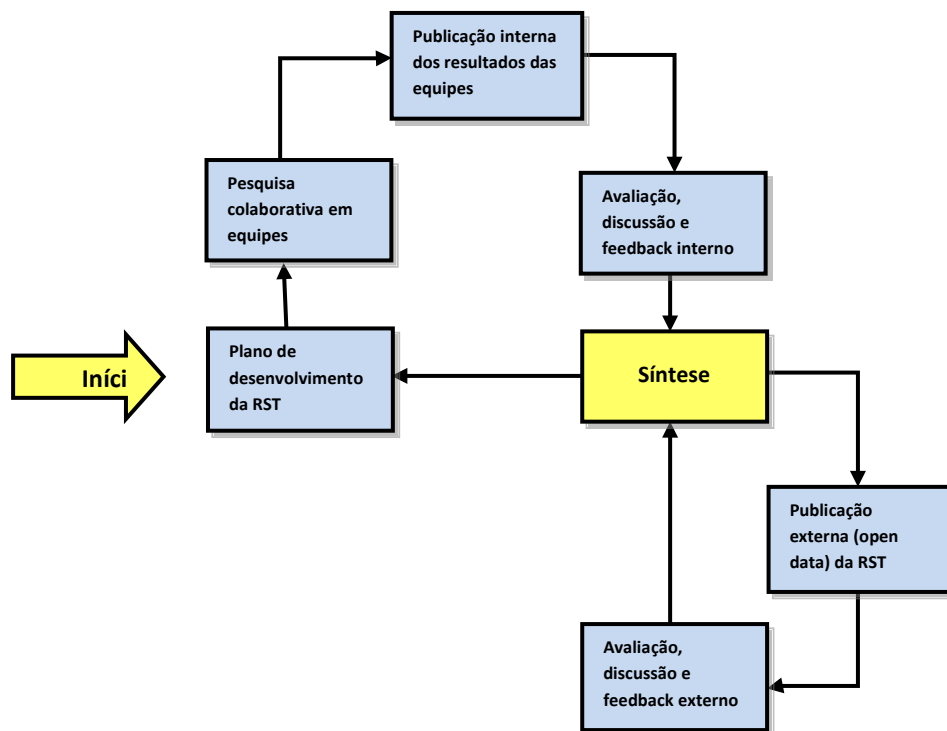 Publicação interna
dos resultados das
equipes
Pesquisa
colaborativa em
equipes
Avaliação,
discussão e
feedback interno
Iníci
Plano de
desenvolvimento
da RST
Síntese
Publicação
externa (open
data) da RST
Avaliação,
discussão e
feedback externo